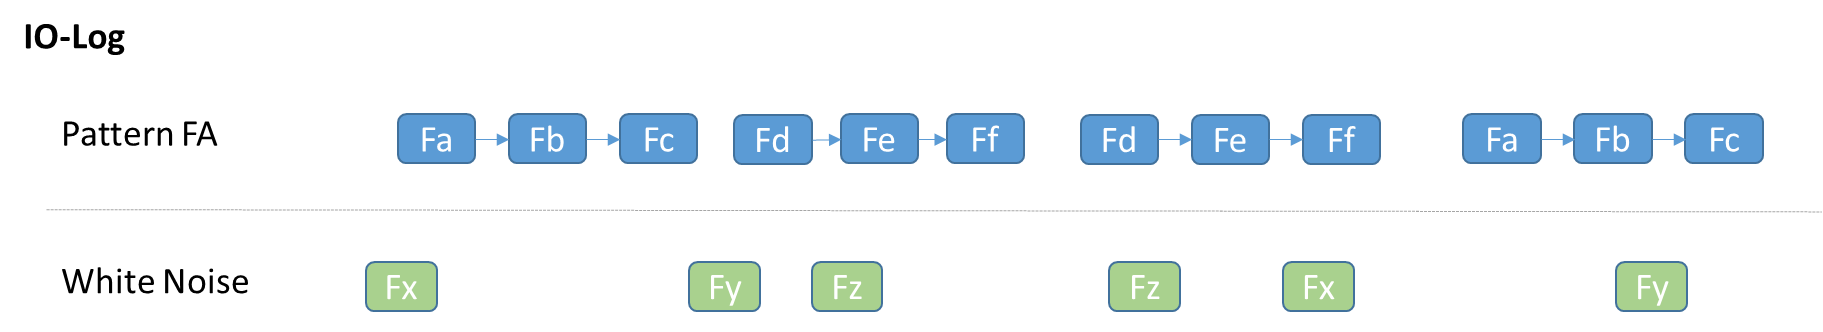 IO-Log
Pattern FA Fa Fb Fc Fd Fe Ff Fd Fe Ff Fa Fb Fc
White Noise Fx Fy Fz Fz Fx Fy